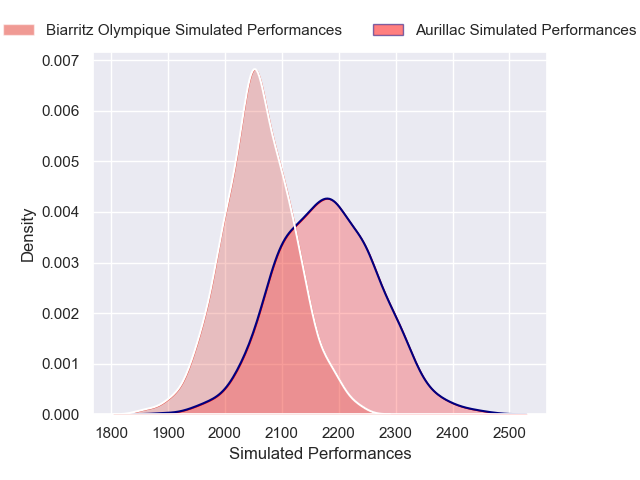 Biarritz Olympique Simulated Performances Aurillac Simulated Performances
0.007
0.006
0.005
0.004
0.003
0.002
0.001
0.000
Density
1800 1900 2000 2100 2200 2300 2400 2500
Simulated Performances